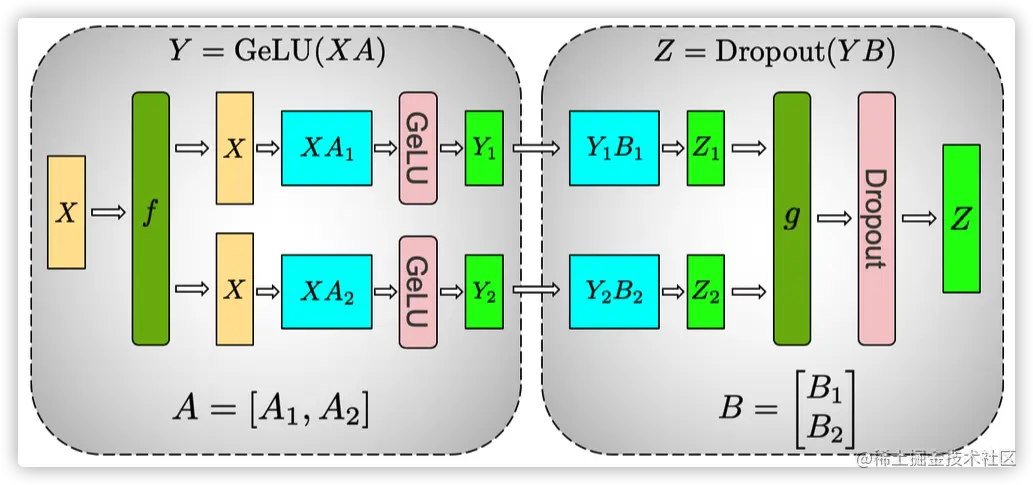 Y = GeLU(XA)
Z = Dropout(YB)
X
f
X
XA₁
GeLU
Y₁
Y₁B₁
Z₁
g
Dropout
Z
X
XA₂
GeLU
Y₂
Y₂B₂
Z₂
A = [A₁, A₂]
B = [B₁
B₂]
@稀土掘金技术社区